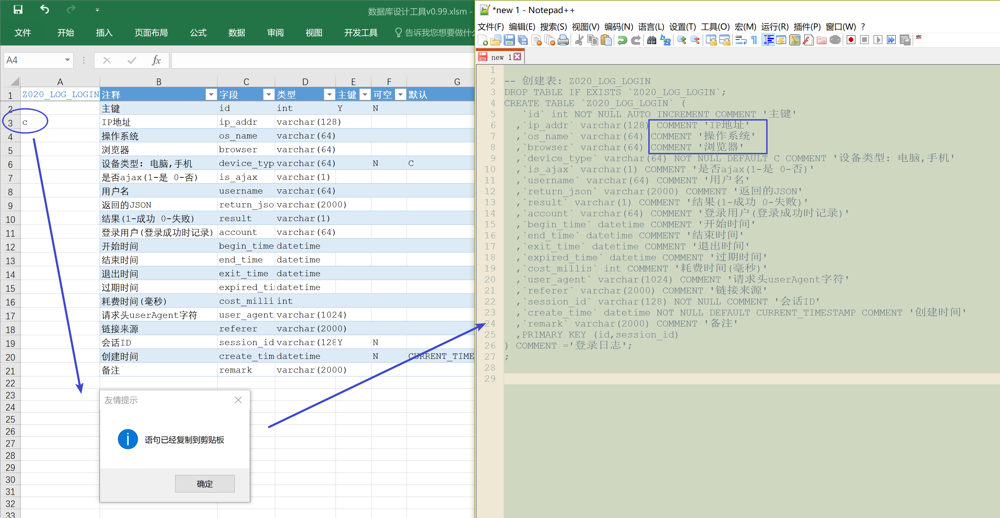 数据库设计工具v0.99.xlsm -
文件 开始 插入 页面布局 公式 数据 审阅 视图 开发工具 告诉我您想要做什
A4 fx
A B C D E F G
1 Z020_LOG_LOGIN 注释 字段 类型 主键 可空 默认
2 主键 id int Y N
3 c IP地址 ip_addr varchar(128)
4 操作系统 os_name varchar(64)
5 浏览器 browser varchar(64)
6 设备类型: 电脑,手机 device_typ varchar(64) N C
7 是否ajax(1-是 0-否) is_ajax varchar(1)
8 用户名 username varchar(64)
9 返回的JSON return_jso varchar(2000)
10 结果(1-成功 0-失败) result varchar(1)
11 登录用户(登录成功时记录) account varchar(64)
12 开始时间 begin_time datetime
13 结束时间 end_time datetime
14 退出时间 exit_time datetime
15 过期时间 expired_ti datetime
16 耗费时间(毫秒) cost_milli int
17 请求头userAgent字符 user_agent varchar(1024)
18 链接来源 referer varchar(2000)
19 会话ID session_id varchar(128 Y N
20 创建时间 create_tim datetime N CURRENT_TIME
21 备注 remark varchar(2000)
22
23
24
25
26
27
28
29
30
31
32
33
友情提示
语句已经复制到剪贴板
确定
*new 1 - Notepad++
文件(F) 编辑(E) 搜索(S) 视图(V) 编码(N) 语言(L) 设置(T) 工具(O) 宏(M) 运行(R) 插件(P) 窗口(W) ?
ABC
new 1
1
2 -- 创建表: Z020_LOG_LOGIN
3 DROP TABLE IF EXISTS `Z020_LOG_LOGIN`;
4 CREATE TABLE `Z020_LOG_LOGIN` (
5 `id` int NOT NULL AUTO_INCREMENT COMMENT '主键'
6 ,`ip_addr` varchar(128) COMMENT 'IP地址'
7 ,`os_name` varchar(64) COMMENT '操作系统'
8 ,`browser` varchar(64) COMMENT '浏览器'
9 ,`device_type` varchar(64) NOT NULL DEFAULT C COMMENT '设备类型: 电脑,手机'
10 ,`is_ajax` varchar(1) COMMENT '是否ajax(1-是 0-否)'
11 ,`username` varchar(64) COMMENT '用户名'
12 ,`return_json` varchar(2000) COMMENT '返回的JSON'
13 ,`result` varchar(1) COMMENT '结果(1-成功 0-失败)'
14 ,`account` varchar(64) COMMENT '登录用户(登录成功时记录)'
15 ,`begin_time` datetime COMMENT '开始时间'
16 ,`end_time` datetime COMMENT '结束时间'
17 ,`exit_time` datetime COMMENT '退出时间'
18 ,`expired_time` datetime COMMENT '过期时间'
19 ,`cost_millis` int COMMENT '耗费时间(毫秒)'
20 ,`user_agent` varchar(1024) COMMENT '请求头userAgent字符'
21 ,`referer` varchar(2000) COMMENT '链接来源'
22 ,`session_id` varchar(128) NOT NULL COMMENT '会话ID'
23 ,`create_time` datetime NOT NULL DEFAULT CURRENT_TIMESTAMP COMMENT '创建时间'
24 ,`remark` varchar(2000) COMMENT '备注'
25 ,PRIMARY KEY (id,session_id)
26 ) COMMENT ='登录日志';
27 ;
28
29